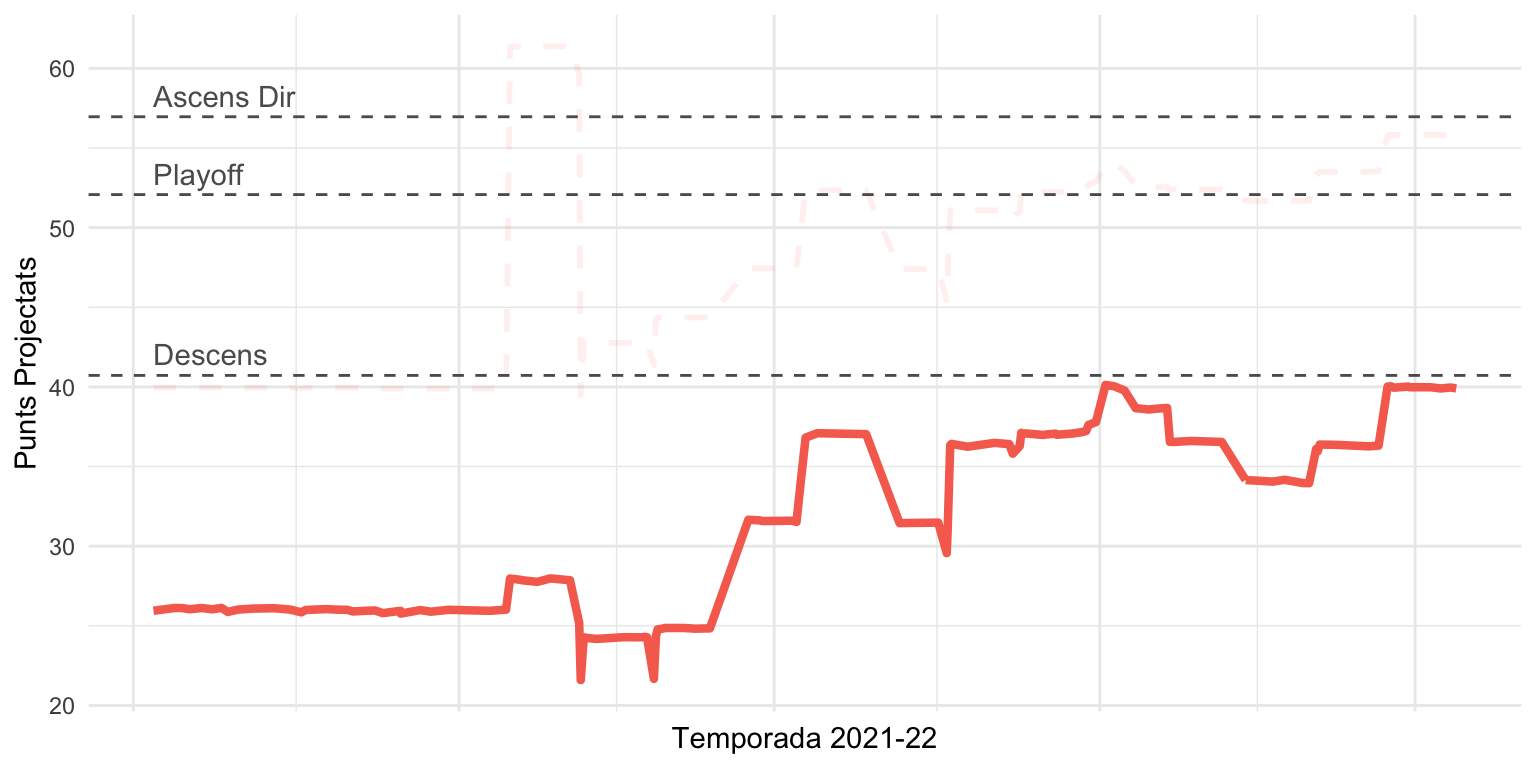 60
Ascens Dir
Playoff
50
Descens
40
30
20
Punts Projectats
Temporada 2021-22